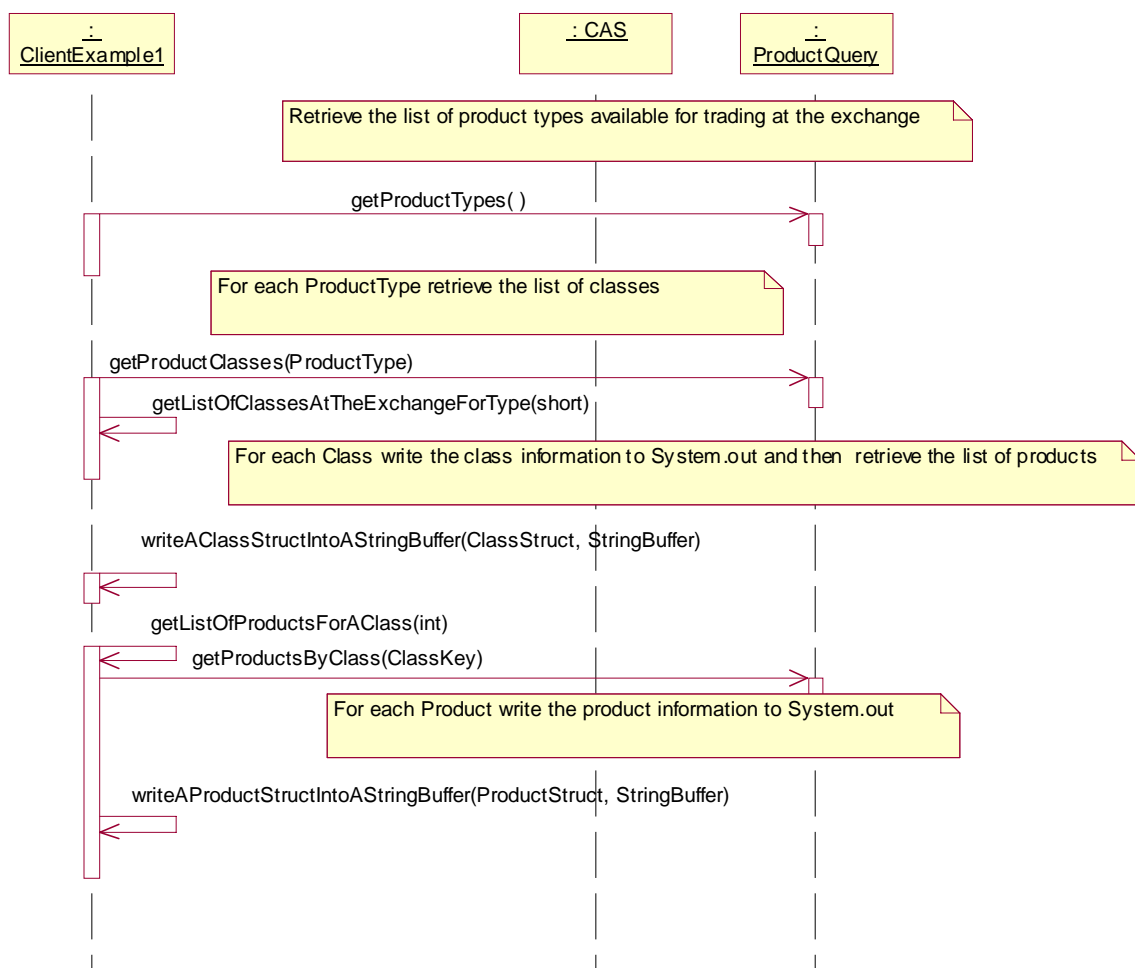 :
ClientExample1
: CAS
:
ProductQuery
Retrieve the list of product types available for trading at the exchange
getProductTypes( )
For each ProductType retrieve the list of classes
getProductClasses(ProductType)
getListOfClassesAtTheExchangeForType(short)
For each Class write the class information to System.out and then retrieve the list of products
writeAClassStructIntoAStringBuffer(ClassStruct, StringBuffer)
getListOfProductsForAClass(int)
getProductsByClass(ClassKey)
For each Product write the product information to System.out
writeAProductStructIntoAStringBuffer(ProductStruct, StringBuffer)